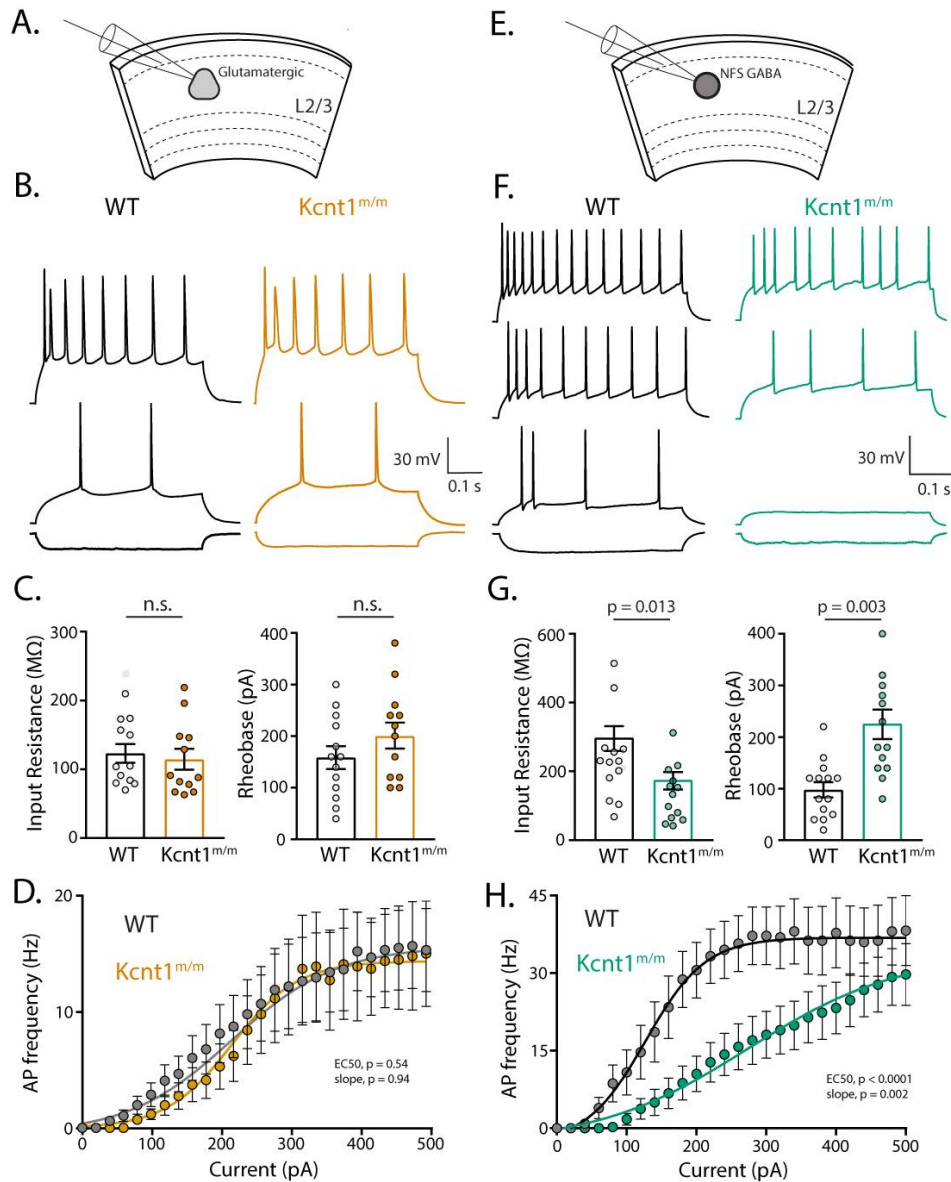 A.
Glutamatergic
L2/3
B.
WT
Kcnt1m/m
30 mV
0.1 s
C.
n.s.
Input Resistance (MΩ)
300
200
100
0
WT
Kcnt1m/m
n.s.
Rheobase (pA)
400
300
200
100
0
WT
Kcnt1m/m
D.
AP frequency (Hz)
20
10
0
WT
Kcnt1m/m
EC50, p = 0.54
slope, p = 0.94
0 100 200 300 400 500
Current (pA)
E.
NFS GABA
L2/3
F.
WT
Kcnt1m/m
30 mV
0.1 s
G.
p = 0.013
Input Resistance (MΩ)
600
400
200
0
WT
Kcnt1m/m
p = 0.003
Rheobase (pA)
400
300
200
100
0
WT
Kcnt1m/m
H.
AP frequency (Hz)
45
30
15
0
WT
Kcnt1m/m
EC50, p < 0.0001
slope, p = 0.002
0 100 200 300 400 500
Current (pA)